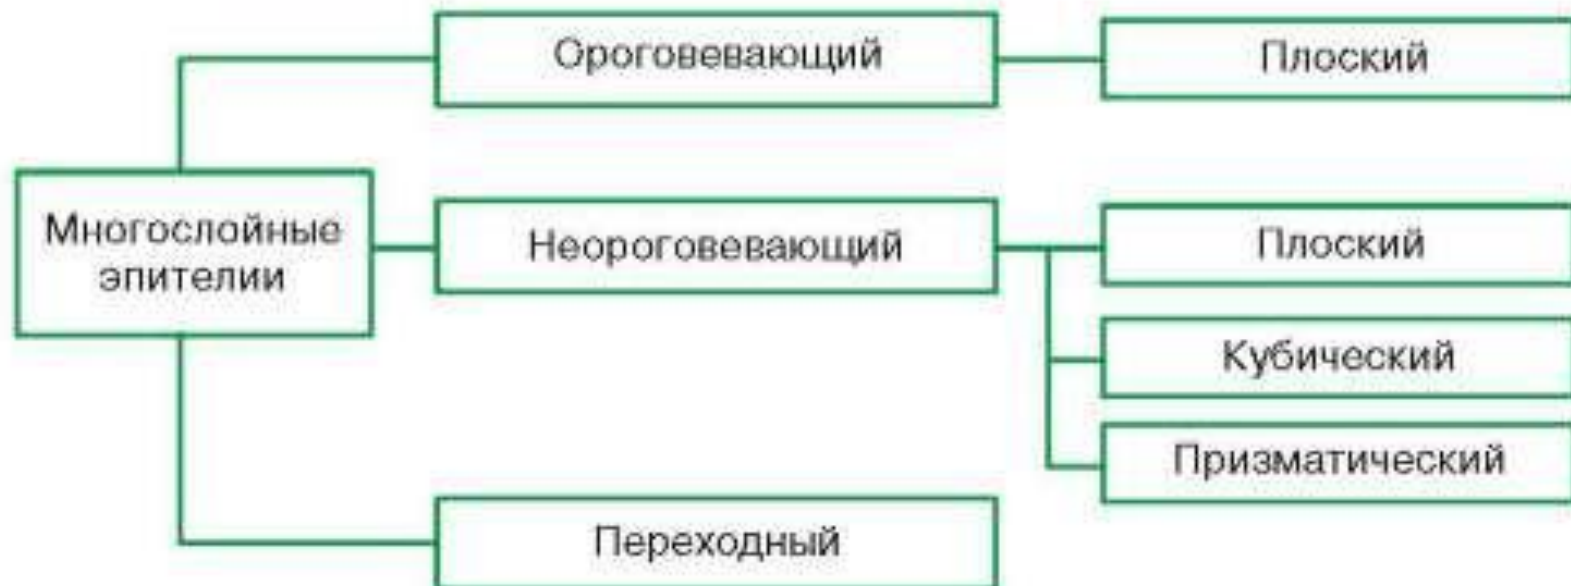 Ороговевающий
Плоский
Многослойные
эпителии
Неороговевающий
Плоский
Кубический
Призматический
Переходный